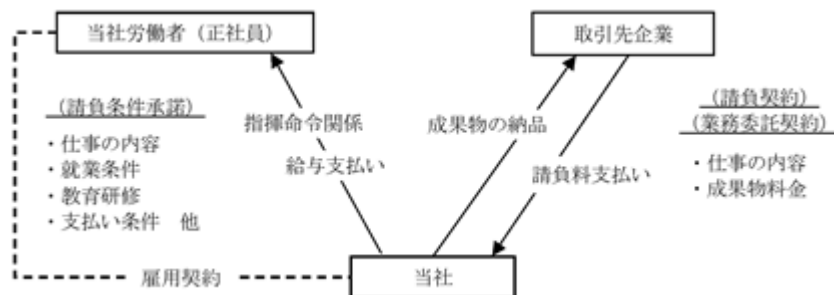 当社労働者（正社員）
取引先企業
（請負条件承諾）
・仕事の内容
・就業条件
・教育研修
・支払い条件　他
指揮命令関係
給与支払い
成果物の納品
請負料支払い
（請負契約）
（業務委託契約）
・仕事の内容
・成果物料金
雇用契約
当社